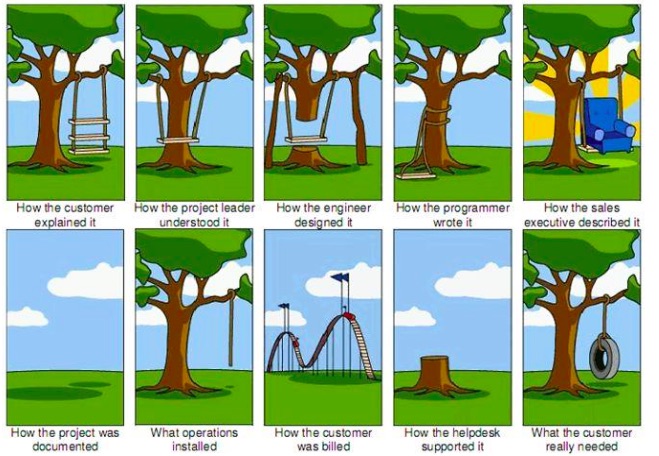 How the customer
explained it
How the project leader
understood it
How the engineer
designed it
How the programmer
wrote it
How the sales
executive described it
How the project was
documented
What operations
installed
How the customer
was billed
How the helpdesk
supported it
What the customer
really needed